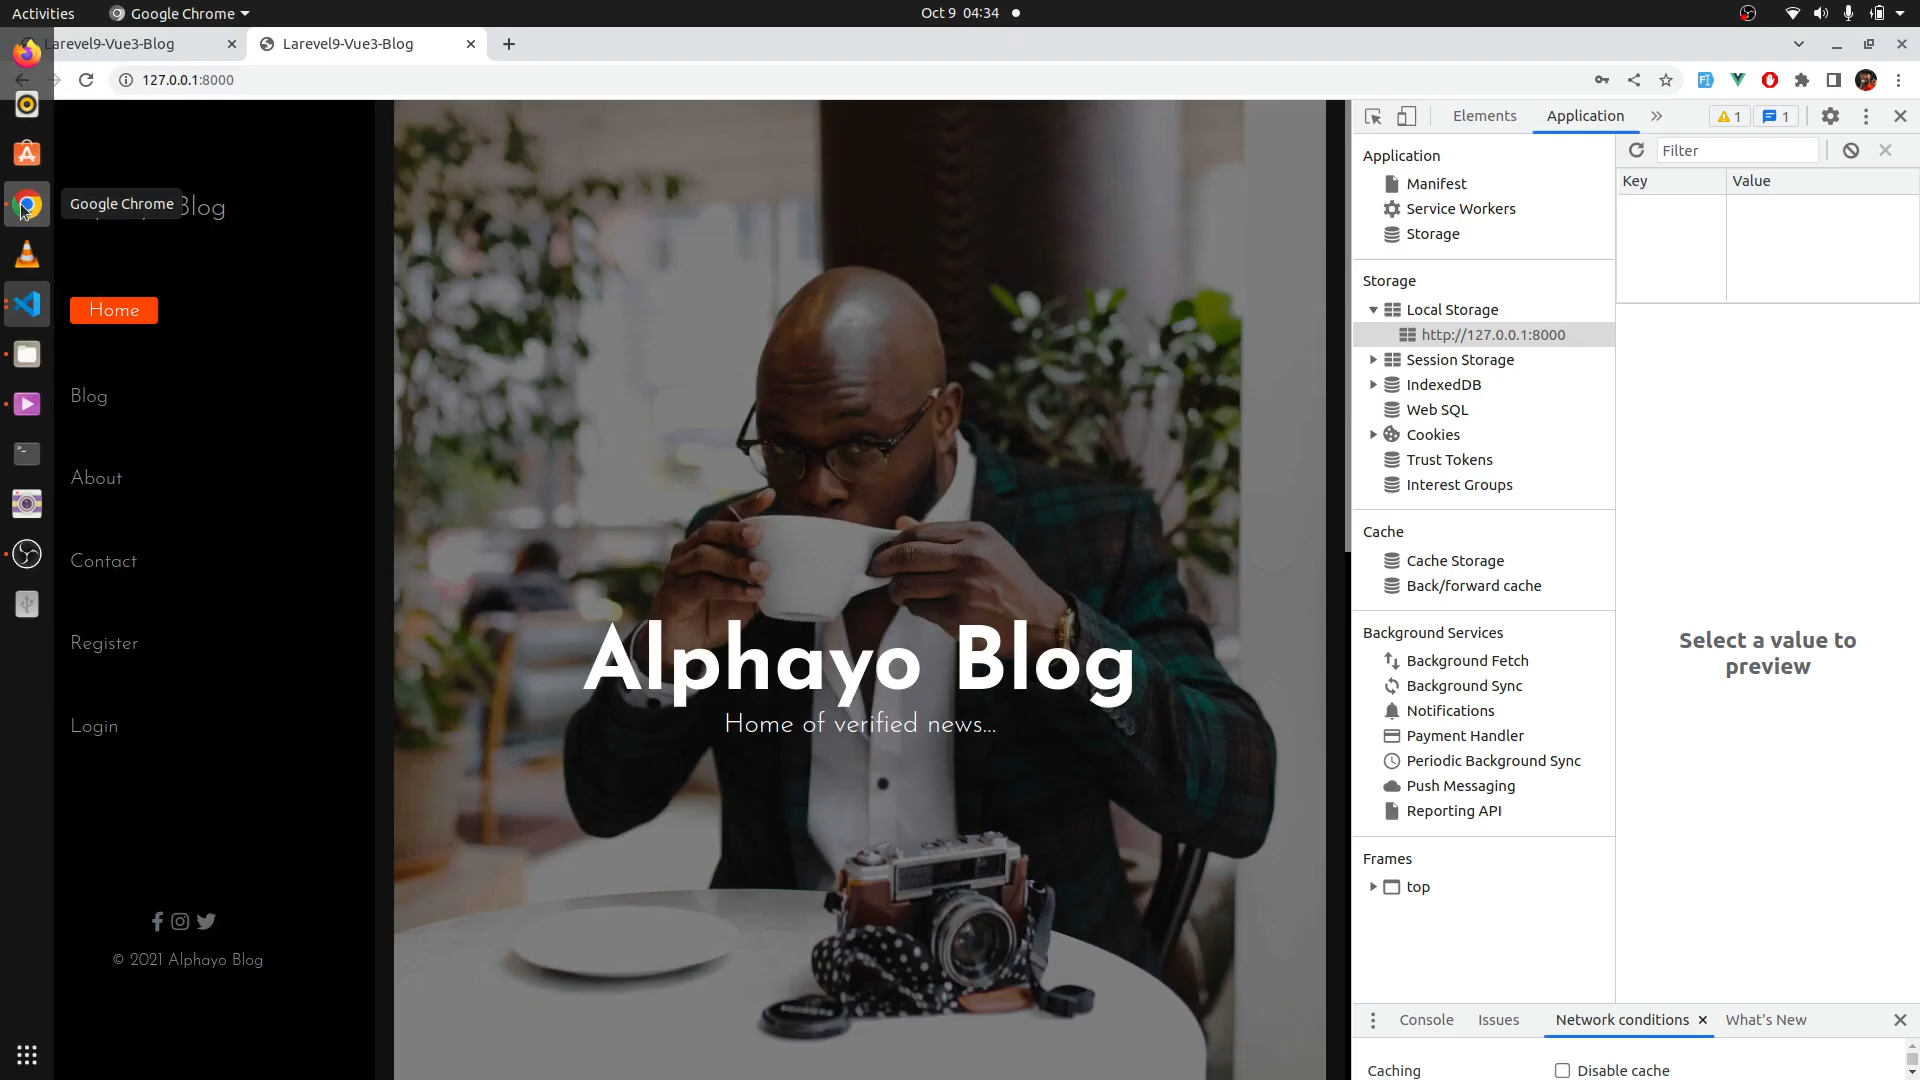 Activities
Google Chrome
Oct 9 04:34
Larevel9-Vue3-Blog
Larevel9-Vue3-Blog
127.0.0.1:8000
Google Chrome
Blog
Home
Blog
About
Contact
Register
Login
© 2021 Alphayo Blog
Alphayo Blog
Home of verified news...
Elements
Application
1
1
Application
Manifest
Service Workers
Storage
Storage
Local Storage
http://127.0.0.1:8000
Session Storage
IndexedDB
Web SQL
Cookies
Trust Tokens
Interest Groups
Cache
Cache Storage
Back/forward cache
Background Services
Background Fetch
Background Sync
Notifications
Payment Handler
Periodic Background Sync
Push Messaging
Reporting API
Frames
top
Filter
Key
Value
Select a value to
preview
Console
Issues
Network conditions
What's New
Caching
Disable cache